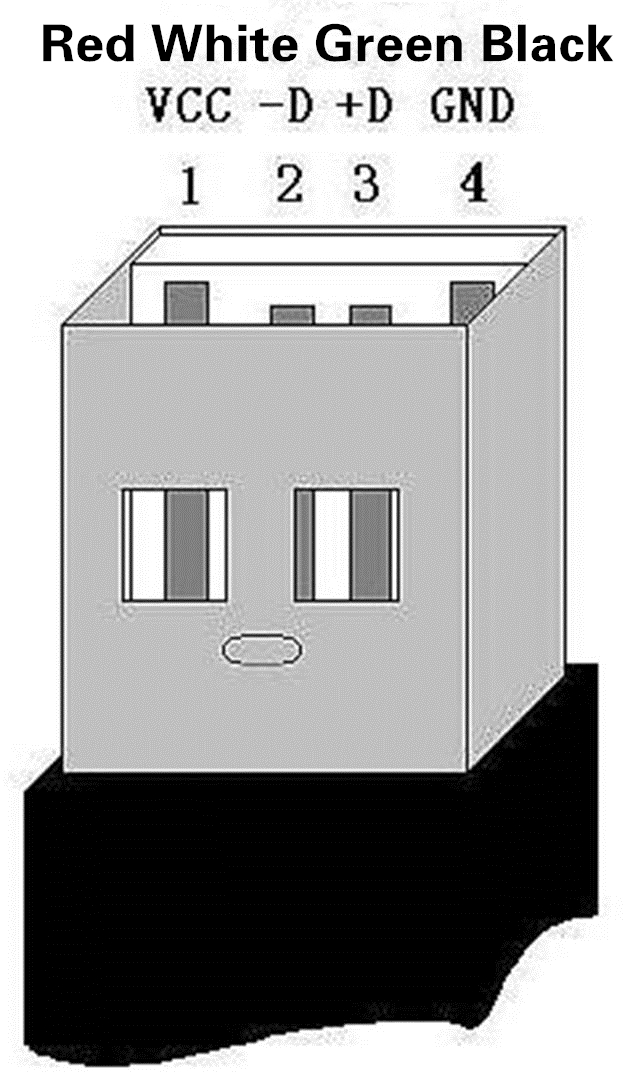 Red White Green Black
VCC -D +D GND
1 2 3 4